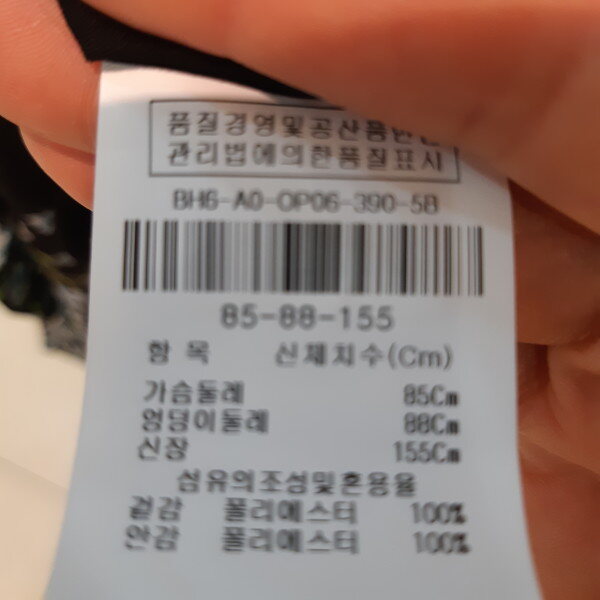 품질경영및공산품안전
관리법에의한품질표시
BH6-A0-OP06-390-5B
85-88-155
항 목 신체치수(Cm)
가슴둘레 85Cm
엉덩이둘레 88Cm
신장 155Cm
섬유의조성및혼용율
겉감 폴리에스터 100%
안감 폴리에스터 100%